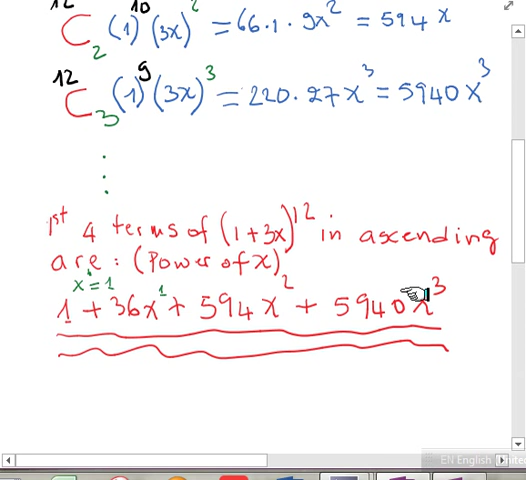 12C2 (1)^10 (3x)^2 = 66.1.9x^2 = 594x
12C3 (1)^9 (3x)^3 = 220.27x^3 = 5940x^3
1st 4 terms of (1+3x)^12 in ascending
are: (Power of x)
x^0=1
1 + 36x^1 + 594x^2 + 5940x^3
EN English (United